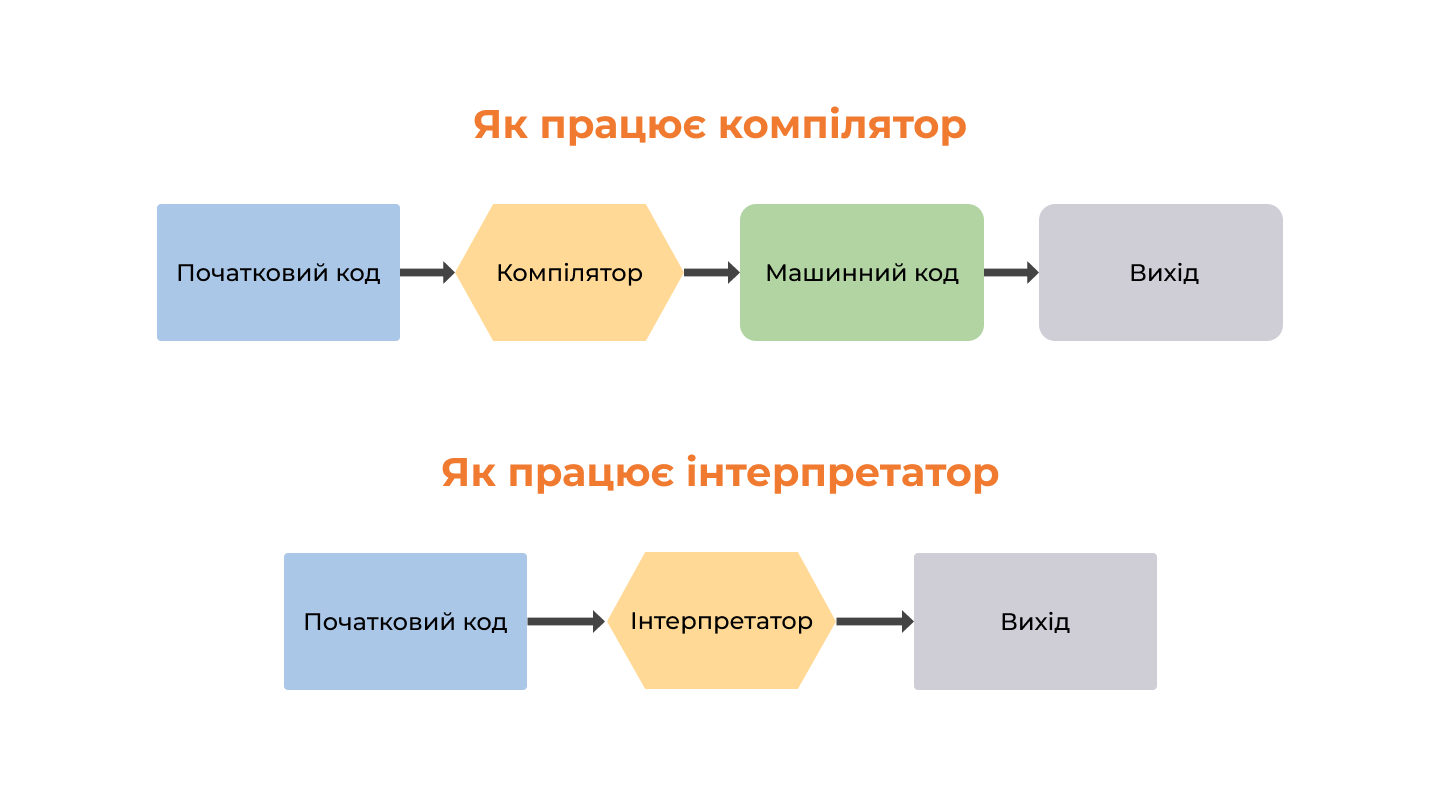 Як працює компілятор
Початковий код
Компілятор
Машинний код
Вихід
Як працює інтерпретатор
Початковий код
Інтерпретатор
Вихід